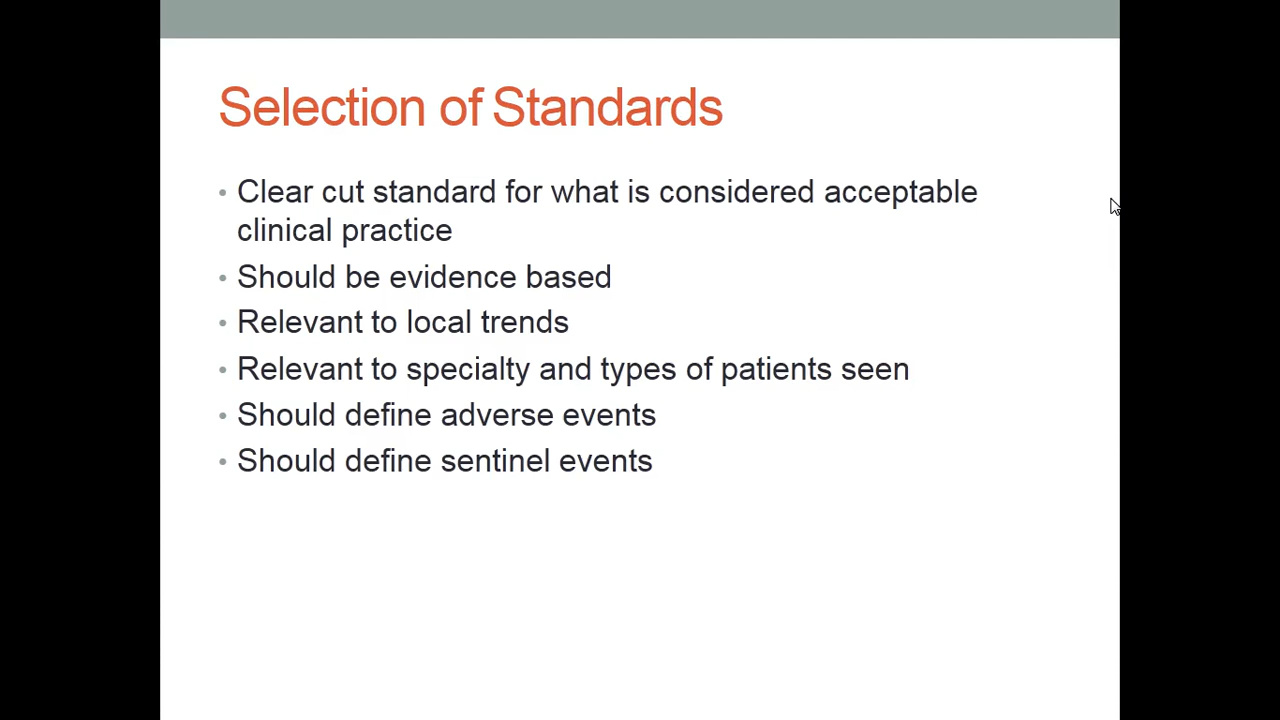 Selection of Standards
• Clear cut standard for what is considered acceptable
clinical practice
• Should be evidence based
• Relevant to local trends
• Relevant to specialty and types of patients seen
• Should define adverse events
• Should define sentinel events